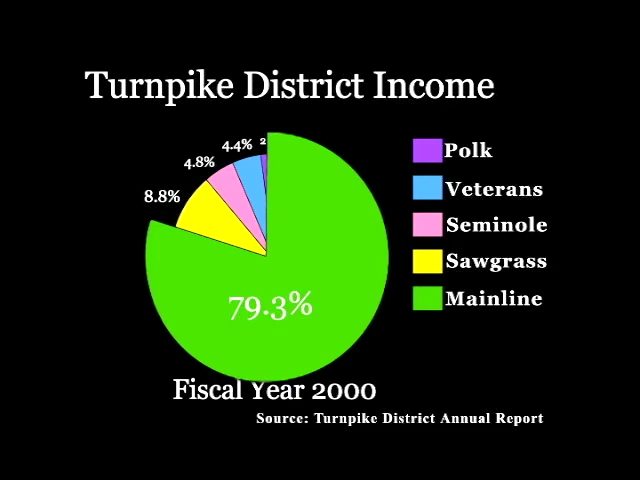 Turnpike District Income
4.4% 2
4.8%
8.8%
79.3%
Polk
Veterans
Seminole
Sawgrass
Mainline
Fiscal Year 2000
Source: Turnpike District Annual Report